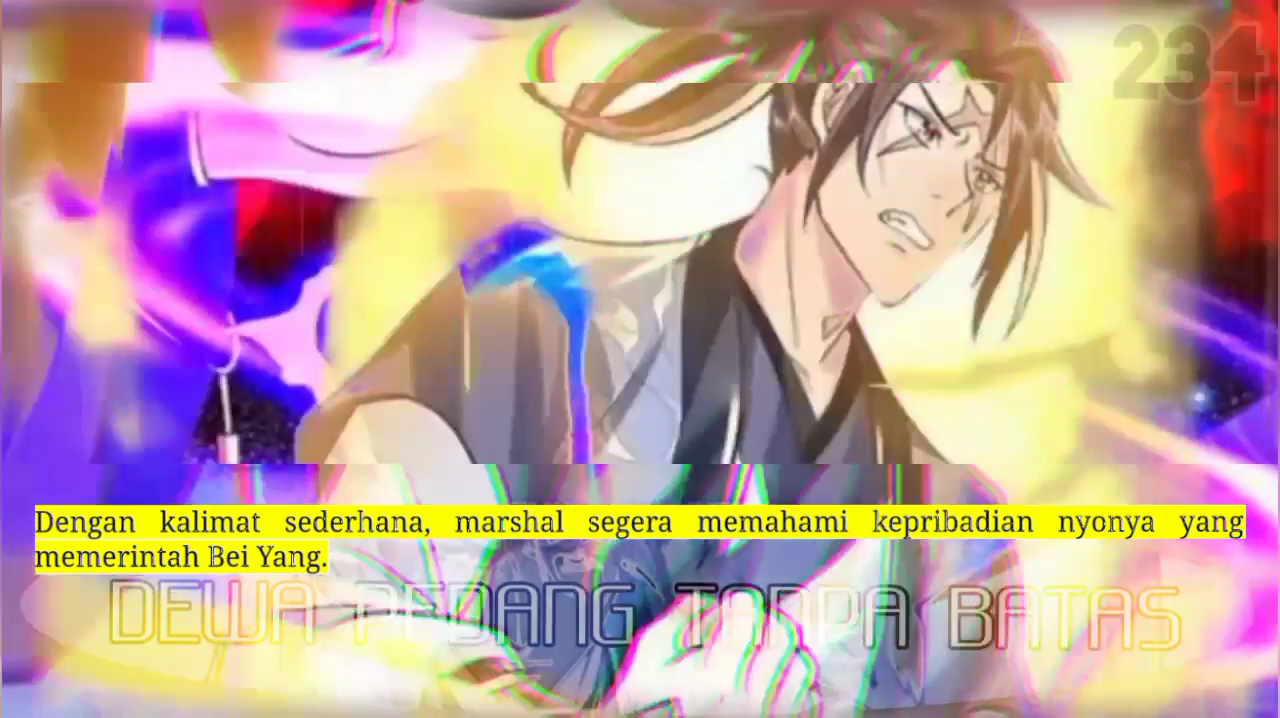 234
Dengan kalimat sederhana, marshal segera memahami kepribadian nyonya yang
memerintah Bei Yang.
DEWA PEDANG TANPA BATAS